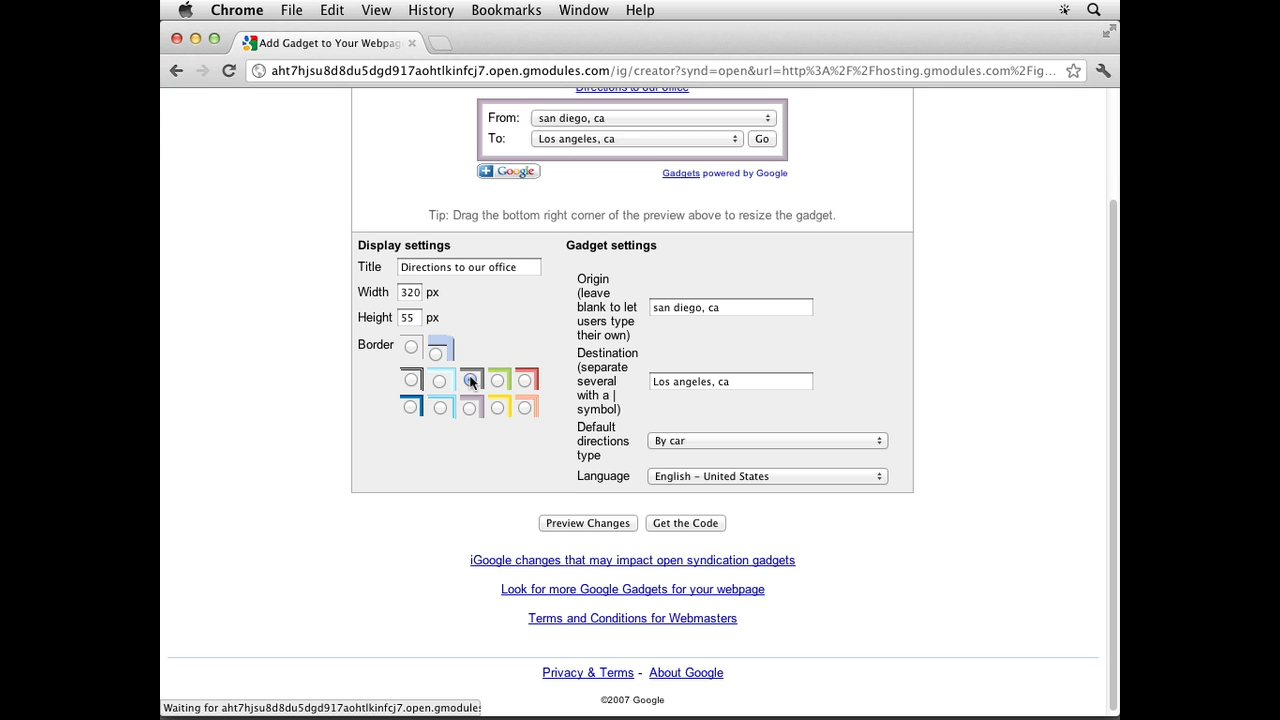 Chrome File Edit View History Bookmarks Window Help
Add Gadget to Your Webpag
aht7hjsu8d8du5dgd917aohtlkinfcj7.open.gmodules.com/ig/creator?synd=open&url=http%3A%2F%2Fhosting.gmodules.com%2Fig...
Directions to our office
From: san diego, ca
To: Los angeles, ca Go
Google
Gadgets powered by Google
Tip: Drag the bottom right corner of the preview above to resize the gadget.
Display settings
Title Directions to our office
Width 320 px
Height 55 px
Border
Gadget settings
Origin
(leave
blank to let
users type
their own)
san diego, ca
Destination
(separate
several
with a |
symbol)
Los angeles, ca
Default
directions
type
By car
Language English - United States
Preview Changes Get the Code
iGoogle changes that may impact open syndication gadgets
Look for more Google Gadgets for your webpage
Terms and Conditions for Webmasters
Privacy & Terms - About Google
©2007 Google
Waiting for aht7hjsu8d8du5dgd917aohtlkinfcj7.open.gmodules